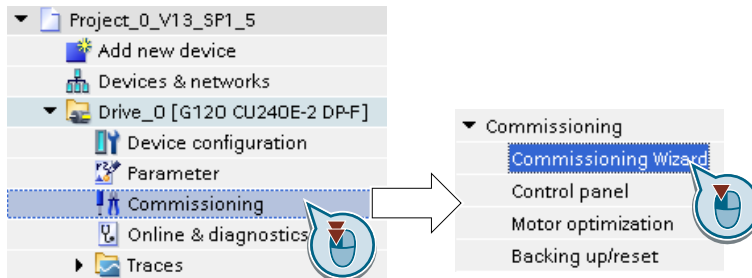 Project_0_V13_SP1_5
Add new device
Devices & networks
Drive_0 [G120 CU240E-2 DP-F]
Device configuration
Parameter
Commissioning
Online & diagnostics
Traces
Commissioning
Commissioning Wizard
Control panel
Motor optimization
Backing up/reset